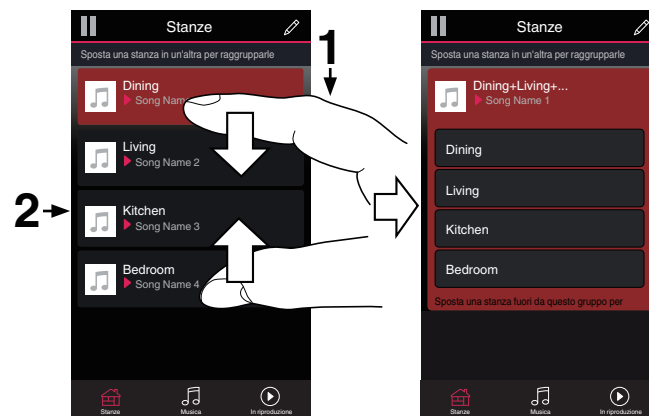 Stanze
Sposta una stanza in un'altra per raggrupparle
1
Dining
Song Nam
Living
Song Name 2
2
Kitchen
Song Name 3
Bedroom
Song Name 4
Stanze
Musica
In riproduzione
Stanze
Sposta una stanza in un'altra per raggrupparle
Dining+Living+...
Song Name 1
Dining
Living
Kitchen
Bedroom
Sposta una stanza fuori da questo gruppo per
Stanze
Musica
In riproduzione